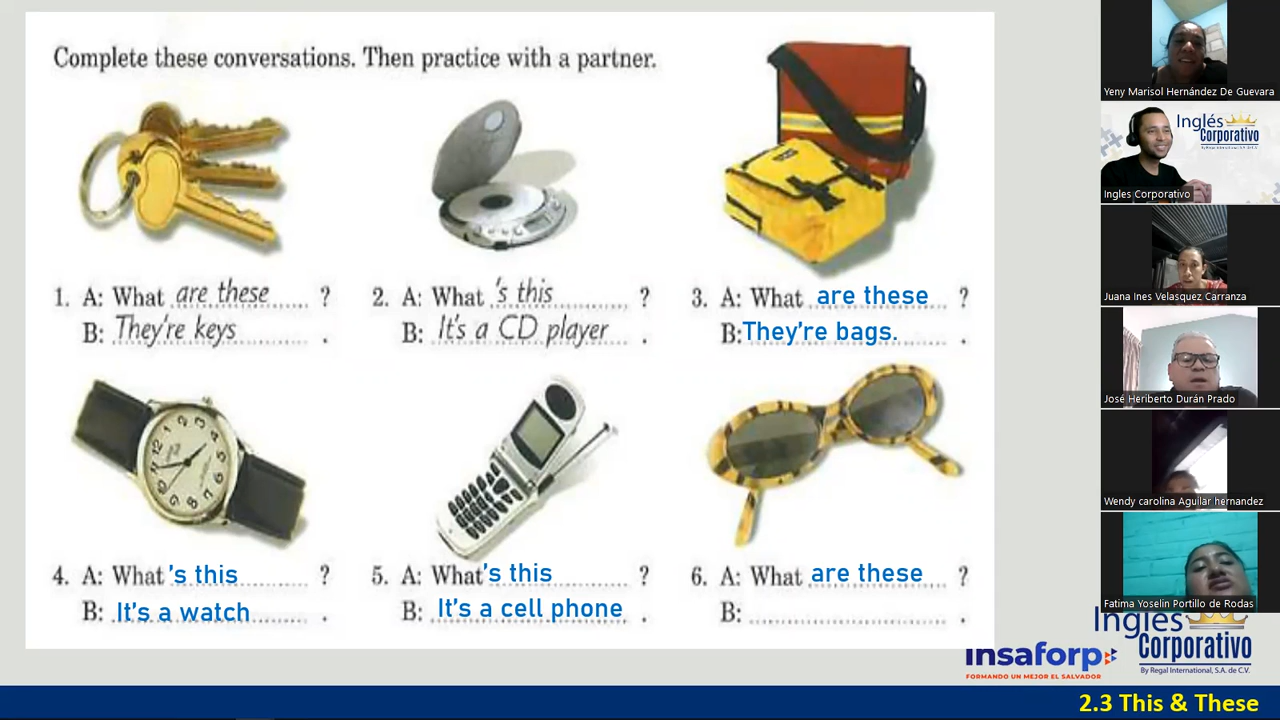 Complete these conversations. Then practice with a partner.
1. A: What are these ?
B: They're keys .
2. A: What 's this ?
B: It's a CD player .
3. A: What are these ?
B: They're bags. .
4. A: What 's this ?
B: It's a watch .
5. A: What 's this ?
B: It's a cell phone .
6. A: What are these ?
B: .
Yeny Marisol Hernández De Guevara
Inglés
Corporativo
By Regal International, S.A. de C.V.
Ingles Corporativo
Juana Ines Velasquez Carranza
José Heriberto Durán Prado
Wendy carolina Aguilar hernandez
Fatima Yoselin Portillo de Rodas
Inglés
Corporativo
By Regal International, S.A. de C.V.
Insaforp
FORMANDO UN MEJOR EL SALVADOR
2.3 This & These